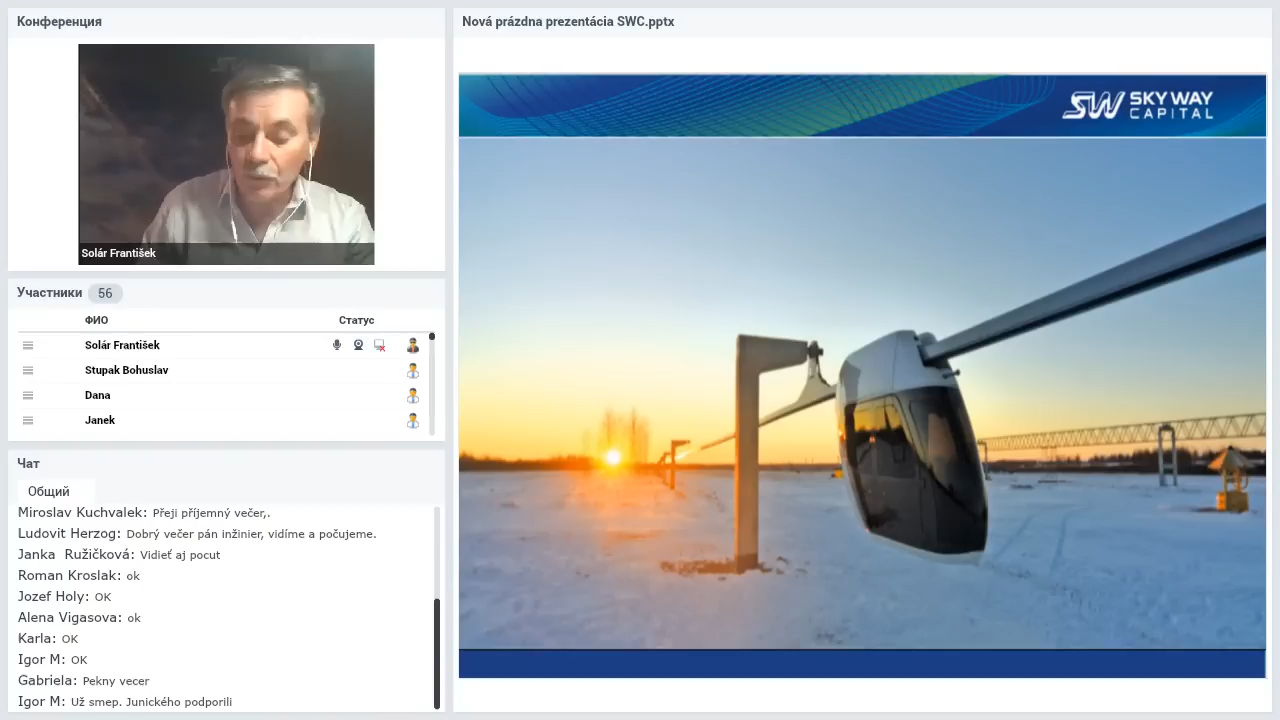 Конференция
Solár František
Участники 56
ФИО Статус
Solár František
Stupak Bohuslav
Dana
Janek
Чат
Общий
Miroslav Kuchvalek: Přeji příjemný večer,.
Ludovit Herzog: Dobrý večer pán inžinier, vidíme a počujeme.
Janka Ružičková: Vidieť aj pocut
Roman Kroslak: ok
Jozef Holy: OK
Alena Vigasova: ok
Karla: OK
Igor M: OK
Gabriela: Pekny vecer
Igor M: Už smep. Junického podporili
Nová prázdna prezentácia SWC.pptx
SW SKY WAY
CAPITAL